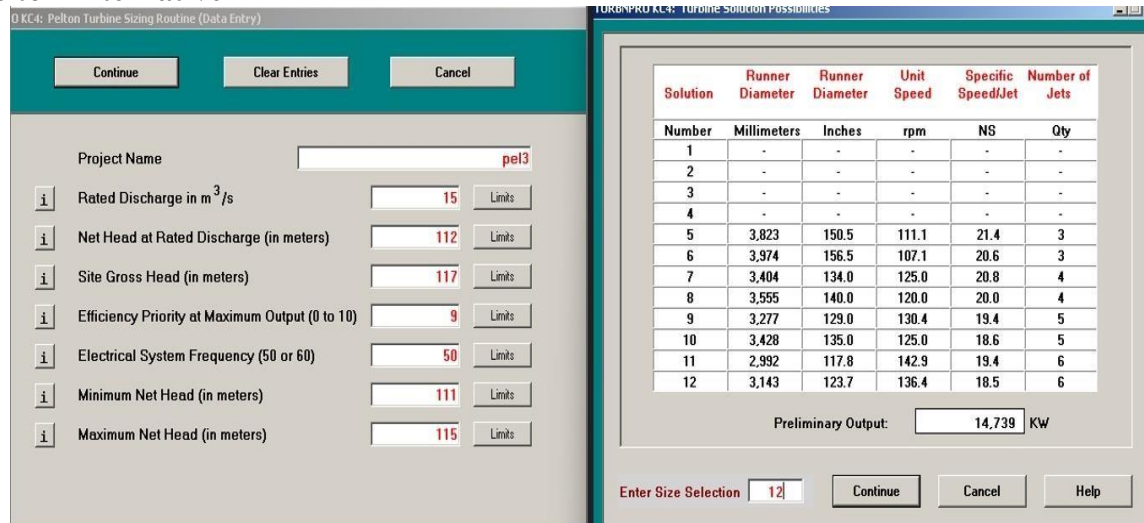 O KC4: Pelton Turbine Sizing Routine (Data Entry)
Continue Clear Entries Cancel
Project Name pel3
i Rated Discharge in m³/s 15 Limits
i Net Head at Rated Discharge (in meters) 112 Limits
i Site Gross Head (in meters) 117 Limits
i Efficiency Priority at Maximum Output (0 to 10) 9 Limits
i Electrical System Frequency (50 or 60) 50 Limits
i Minimum Net Head (in meters) 111 Limits
i Maximum Net Head (in meters) 115 Limits
TURBNPRO KC4: Turbine Solution Possibilities
Solution Runner Diameter Runner Diameter Unit Speed Specific Speed/Jet Number of Jets
Number Millimeters Inches rpm NS Qty
1 - - - - -
2 - - - - -
3 - - - - -
4 - - - - -
5 3,823 150.5 111.1 21.4 3
6 3,974 156.5 107.1 20.6 3
7 3,404 134.0 125.0 20.8 4
8 3,555 140.0 120.0 20.0 4
9 3,277 129.0 130.4 19.4 5
10 3,428 135.0 125.0 18.6 5
11 2,992 117.8 142.9 19.4 6
12 3,143 123.7 136.4 18.5 6
Preliminary Output: 14,739 KW
Enter Size Selection 12 Continue Cancel Help